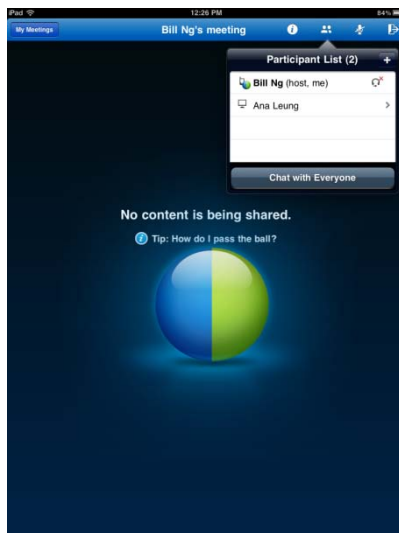 iPad 12:26 PM 84%
My Meetings Bill Ng's meeting
Participant List (2) +
Bill Ng (host, me)
Ana Leung
Chat with Everyone
No content is being shared.
Tip: How do I pass the ball?